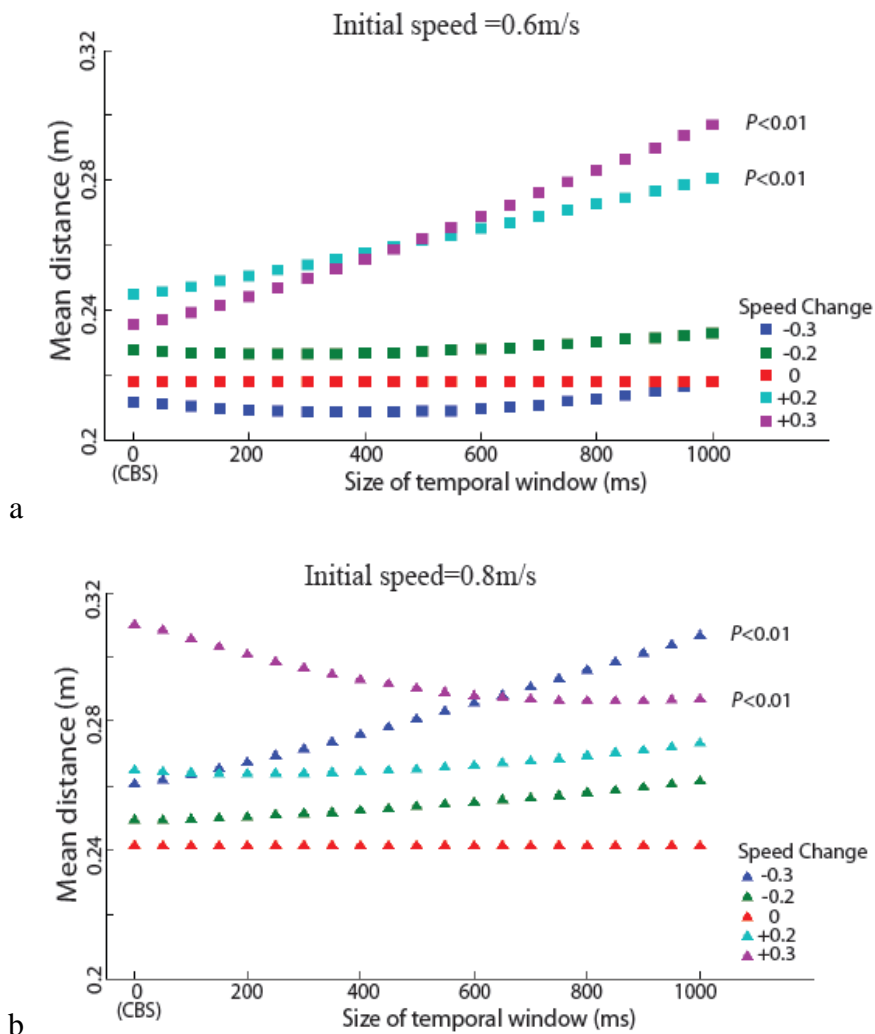 Initial speed =0.6m/s
0.32
0.28
0.24
0.2
Mean distance (m)
P<0.01
P<0.01
Speed Change
-0.3
-0.2
0
+0.2
+0.3
0 200 400 600 800 1000
(CBS)
Size of temporal window (ms)
a
Initial speed=0.8m/s
0.32
0.28
0.24
0.2
Mean distance (m)
P<0.01
P<0.01
Speed Change
-0.3
-0.2
0
+0.2
+0.3
0 200 400 600 800 1000
(CBS)
Size of temporal window (ms)
b